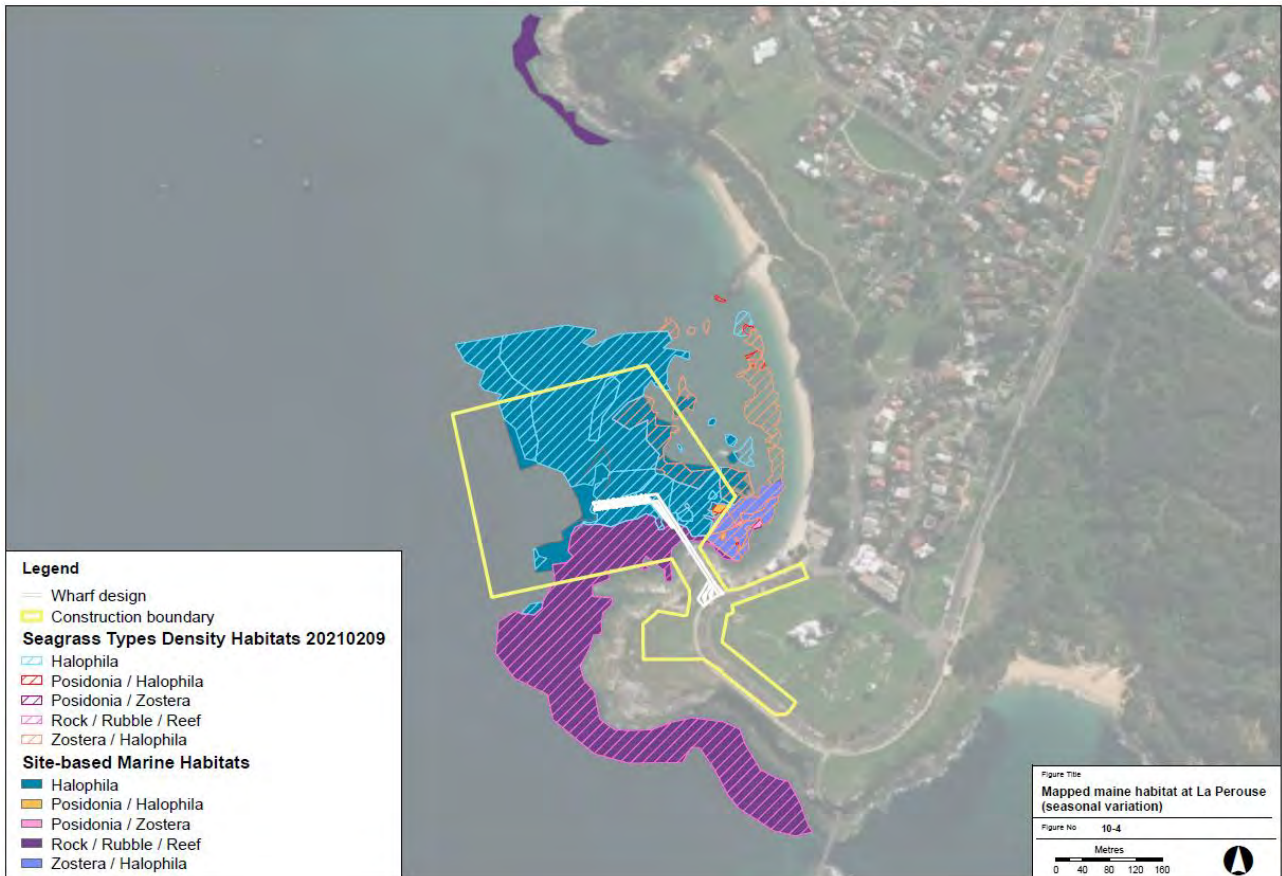 Legend
Wharf design
Construction boundary
Seagrass Types Density Habitats 20210209
Halophila
Posidonia / Halophila
Posidonia / Zostera
Rock / Rubble / Reef
Zostera / Halophila
Site-based Marine Habitats
Halophila
Posidonia / Halophila
Posidonia / Zostera
Rock / Rubble / Reef
Zostera / Halophila
Figure Title
Mapped maine habitat at La Perouse
(seasonal variation)
Figure No 10-4
Metres
0 40 80 120 160